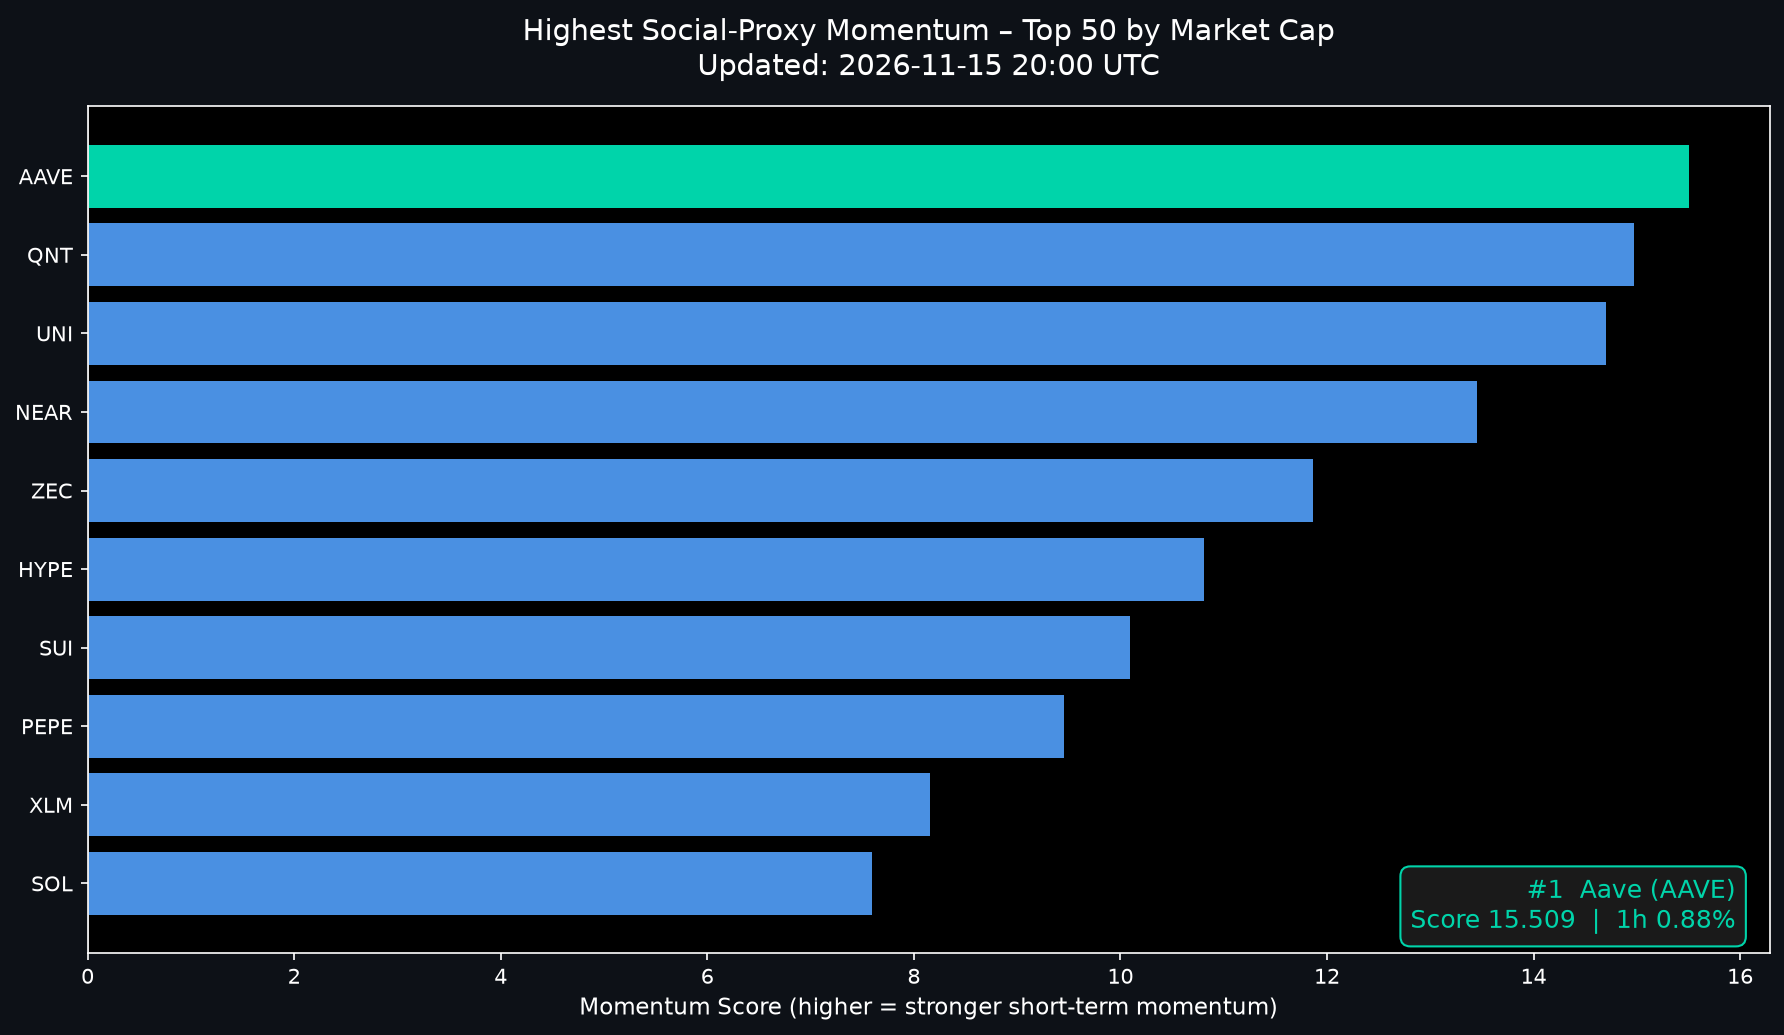 Highest Social-Proxy Momentum – Top 50 by Market Cap
Updated: 2026-11-15 20:00 UTC
AAVE
QNT
UNI
NEAR
ZEC
HYPE
SUI
PEPE
XLM
SOL
#1 Aave (AAVE)
Score 15.509 | 1h 0.88%
0 2 4 6 8 10 12 14 16
Momentum Score (higher = stronger short-term momentum)